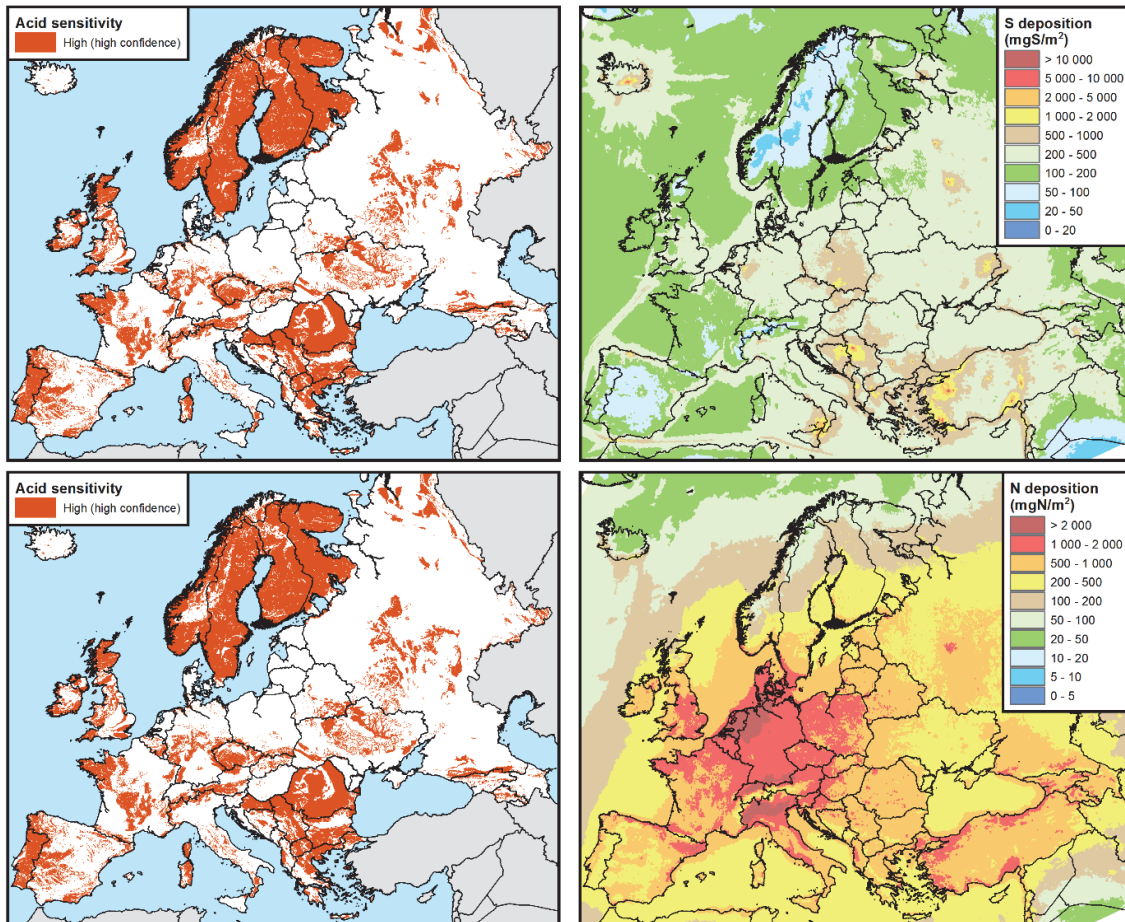 Acid sensitivity
High (high confidence)
S deposition
(mgS/m²)
> 10 000
5 000 - 10 000
2 000 - 5 000
1 000 - 2 000
500 - 1000
200 - 500
100 - 200
50 - 100
20 - 50
0 - 20
Acid sensitivity
High (high confidence)
N deposition
(mgN/m²)
> 2 000
1 000 - 2 000
500 - 1 000
200 - 500
100 - 200
50 - 100
20 - 50
10 - 20
5 - 10
0 - 5